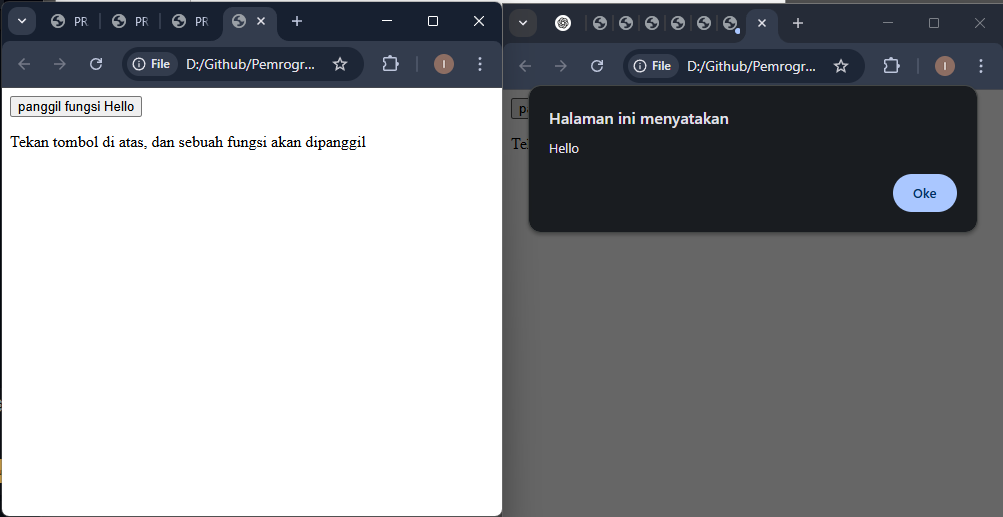 PR
PR
PR
File
D:/Github/Pemrogr...
I
panggil fungsi Hello
Tekan tombol di atas, dan sebuah fungsi akan dipanggil
File
D:/Github/Pemrogr...
I
Halaman ini menyatakan
Hello
Oke